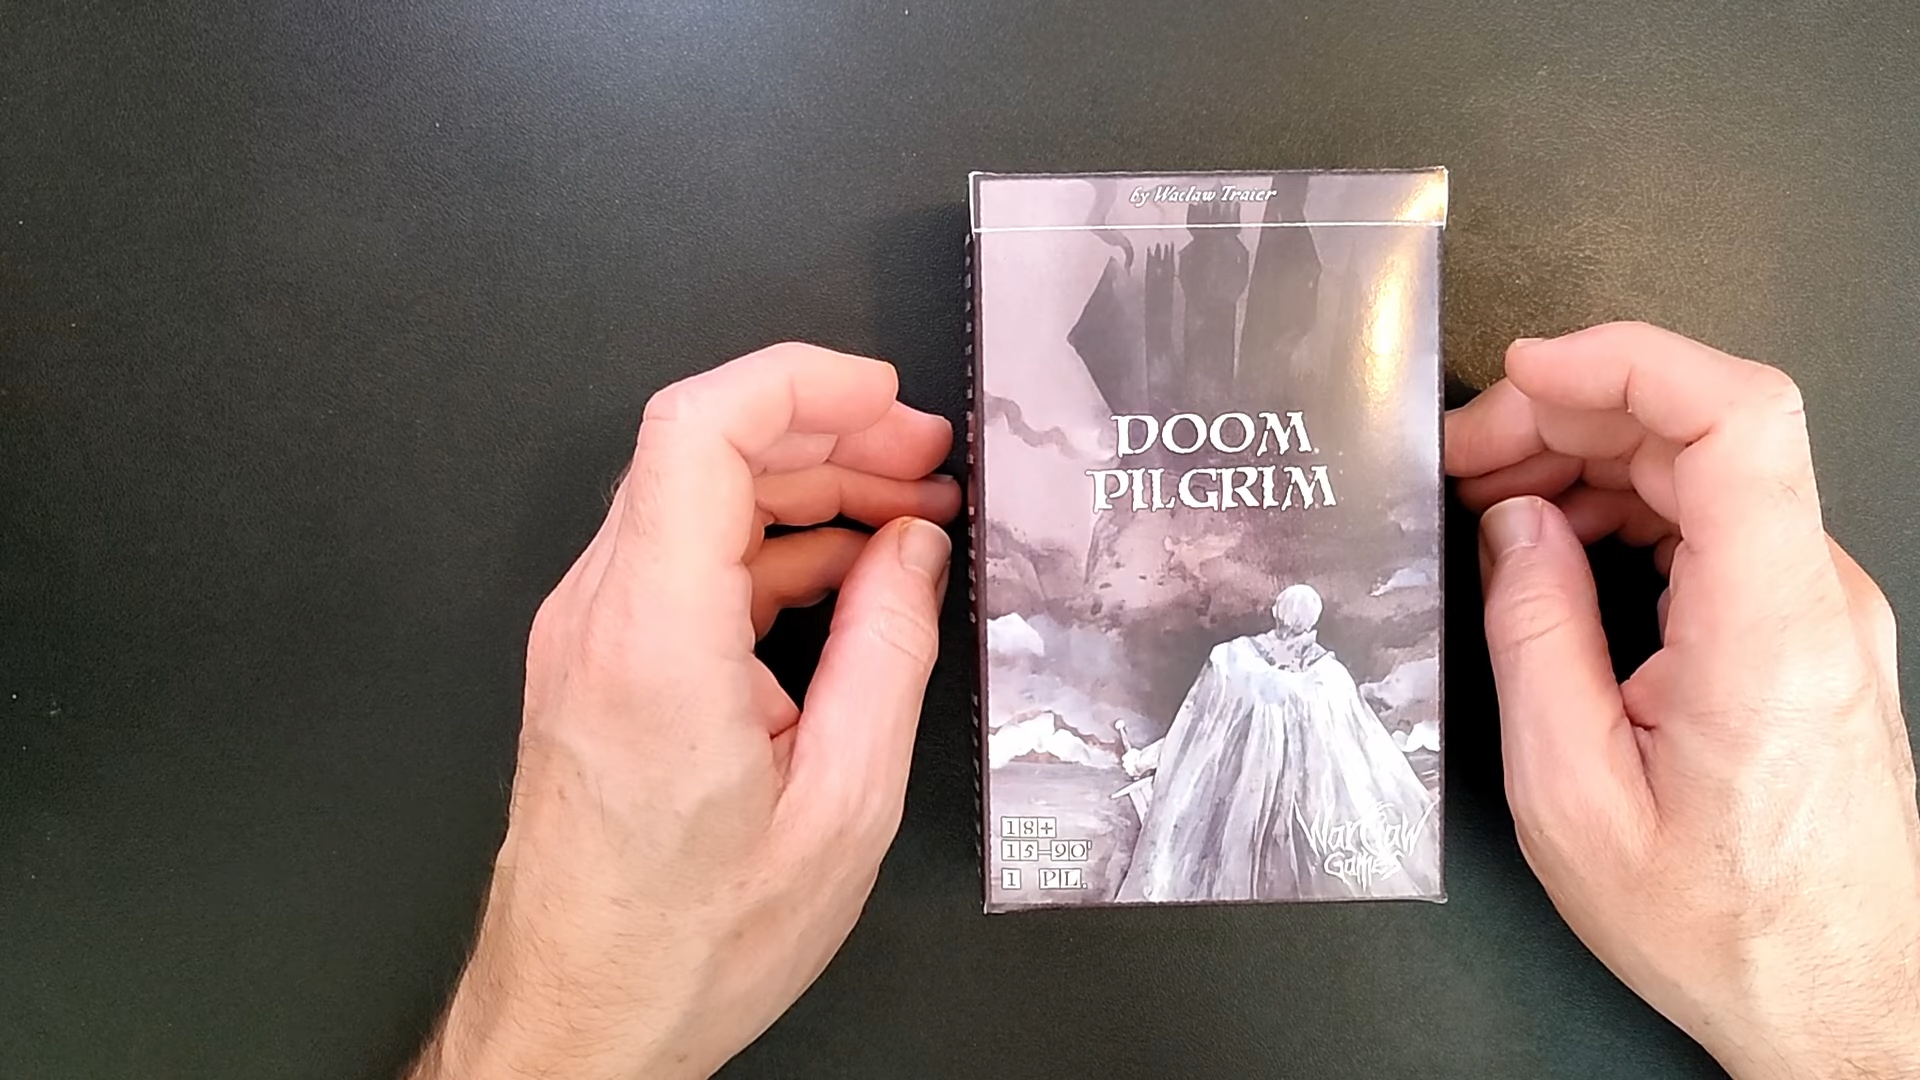 by Waclaw Traier
DOOM
PILGRIM
18+
15-90'
1 PL.
WarClaw
Games